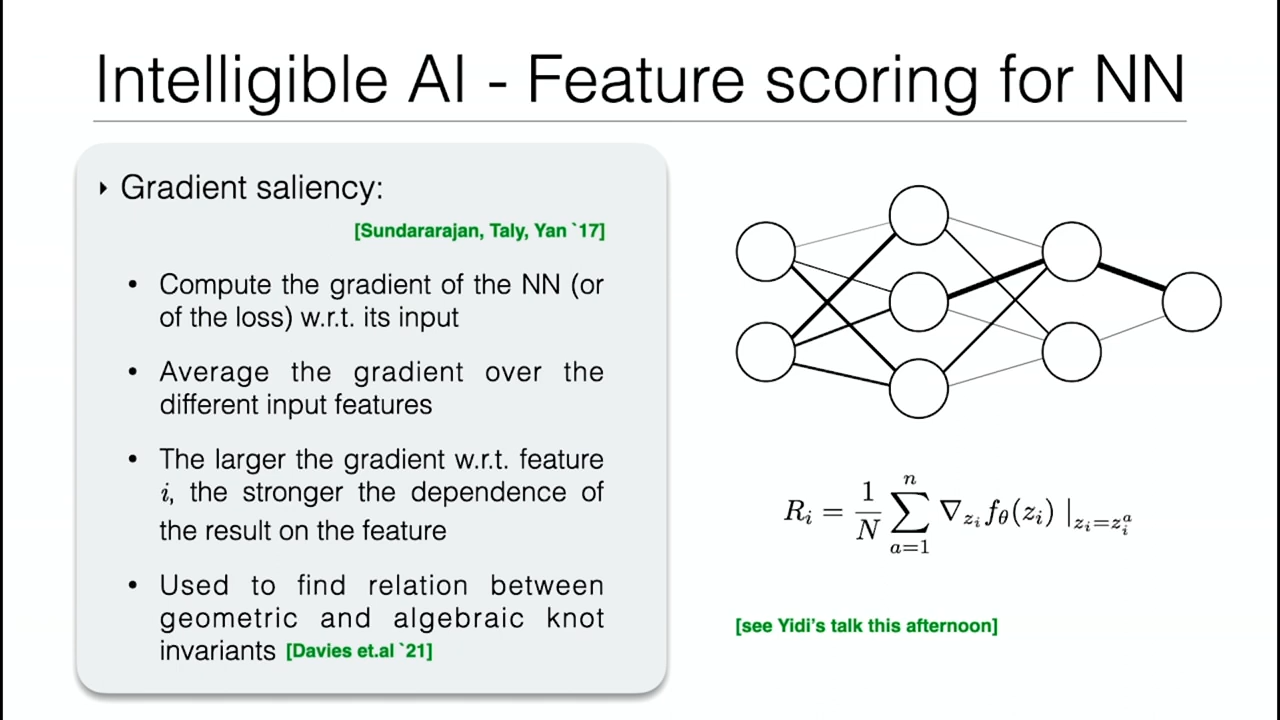 Intelligible AI - Feature scoring for NN
‣ Gradient saliency:
[Sundararajan, Taly, Yan `17]
• Compute the gradient of the NN (or
of the loss) w.r.t. its input
• Average the gradient over the
different input features
• The larger the gradient w.r.t. feature
i, the stronger the dependence of
the result on the feature
• Used to find relation between
geometric and algebraic knot
invariants [Davies et.al `21]
R_i = \frac{1}{N} \sum_{a=1}^{n} \nabla_{z_i} f_\theta(z_i) |_{z_i = z_i^a}
[see Yidi's talk this afternoon]